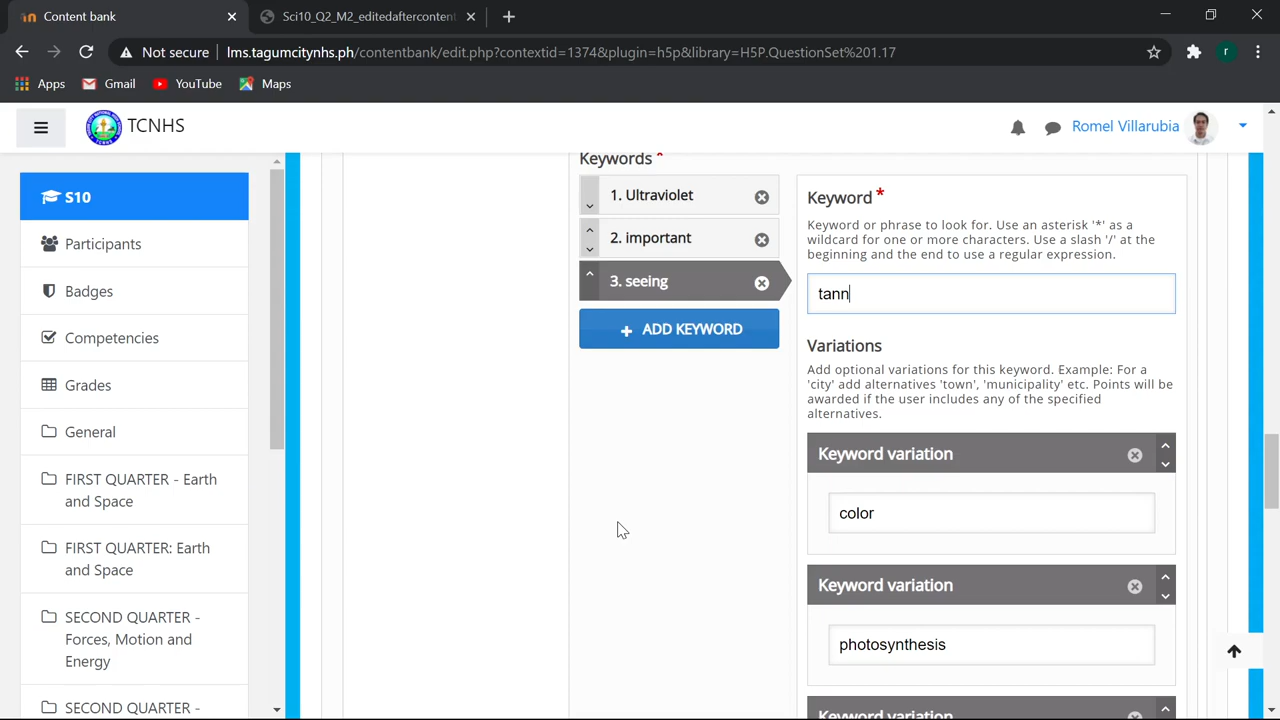 Content bank
Sci10_Q2_M2_editedaftercontent
Not secure
lms.tagumcitynhs.ph/contentbank/edit.php?contextid=1374&plugin=h5p&library=H5P.QuestionSet%201.17
r
Apps
Gmail
YouTube
Maps
TCNHS
Romel Villarubia
S10
Participants
Badges
Competencies
Grades
General
FIRST QUARTER - Earth
and Space
FIRST QUARTER: Earth
and Space
SECOND QUARTER -
Forces, Motion and
Energy
SECOND QUARTER -
Keywords *
1. Ultraviolet
2. important
3. seeing
+ ADD KEYWORD
Keyword *
Keyword or phrase to look for. Use an asterisk '*' as a
wildcard for one or more characters. Use a slash '/' at the
beginning and the end to use a regular expression.
tann
Variations
Add optional variations for this keyword. Example: For a
'city' add alternatives 'town', 'municipality' etc. Points will be
awarded if the user includes any of the specified
alternatives.
Keyword variation
color
Keyword variation
photosynthesis
Keyword variation